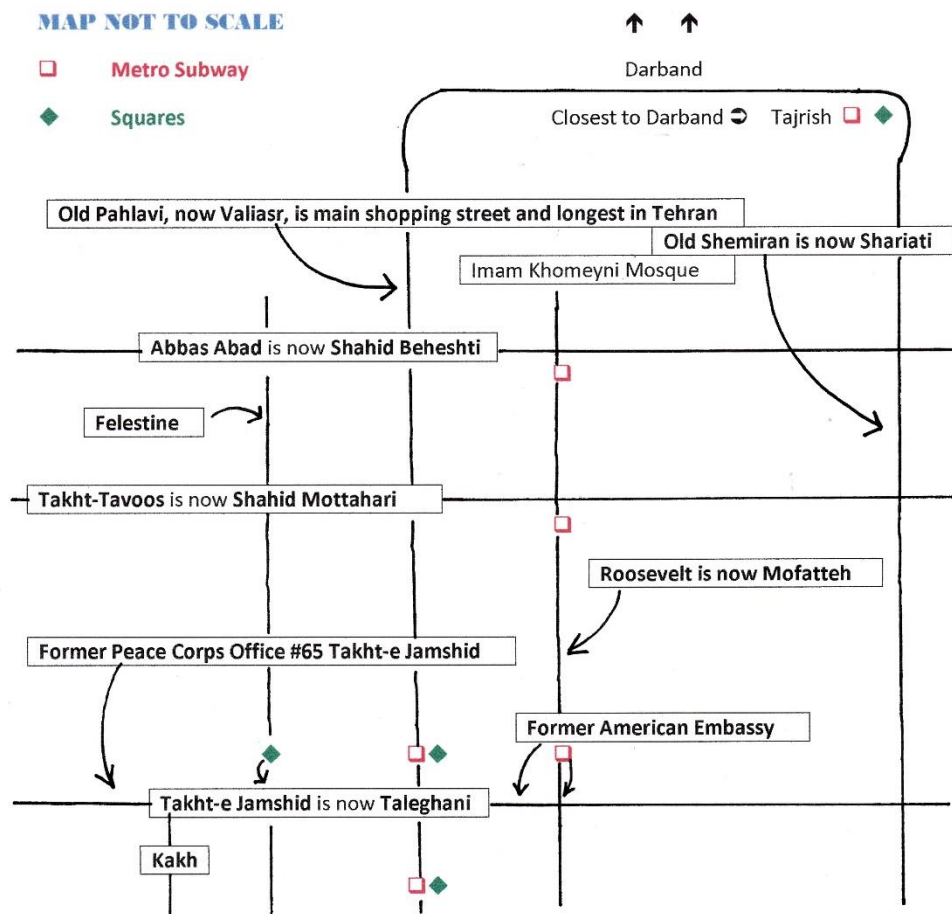 MAP NOT TO SCALE
Metro Subway
Squares
Darband
Closest to Darband ➲ Tajrish
Old Pahlavi, now Valiasr, is main shopping street and longest in Tehran
Old Shemiran is now Shariati
Imam Khomeyni Mosque
Abbas Abad is now Shahid Beheshti
Felestine
Takht-Tavoos is now Shahid Mottahari
Roosevelt is now Mofatteh
Former Peace Corps Office #65 Takht-e Jamshid
Former American Embassy
Takht-e Jamshid is now Taleghani
Kakh